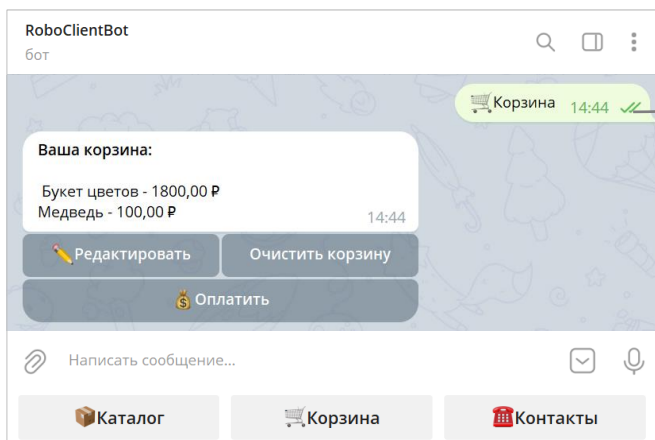 RoboClientBot
бот
🛒Корзина 14:44
Ваша корзина:
Букет цветов - 1800,00 ₽
Медведь - 100,00 ₽
14:44
✏️Редактировать Очистить корзину
💰Оплатить
Написать сообщение...
📦Каталог 🛒Корзина ☎️Контакты